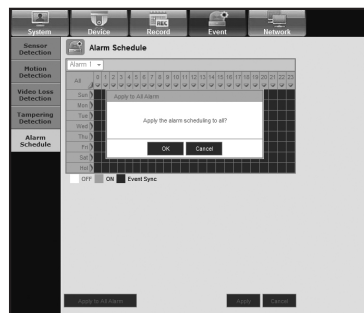 REC
System Device Record Event Network
Sensor Detection
Motion Detection
Video Loss Detection
Tampering Detection
Alarm Schedule
Alarm Schedule
Alarm 1
All 0 1 2 3 4 5 6 7 8 9 10 11 12 13 14 15 16 17 18 19 20 21 22 23
Sun
Mon
Tue
Wed
Thu
Fri
Sat
Hol
Apply to All Alarm
Apply the alarm scheduling to all?
OK Cancel
OFF ON Event Sync
Apply to All Alarm Apply Cancel